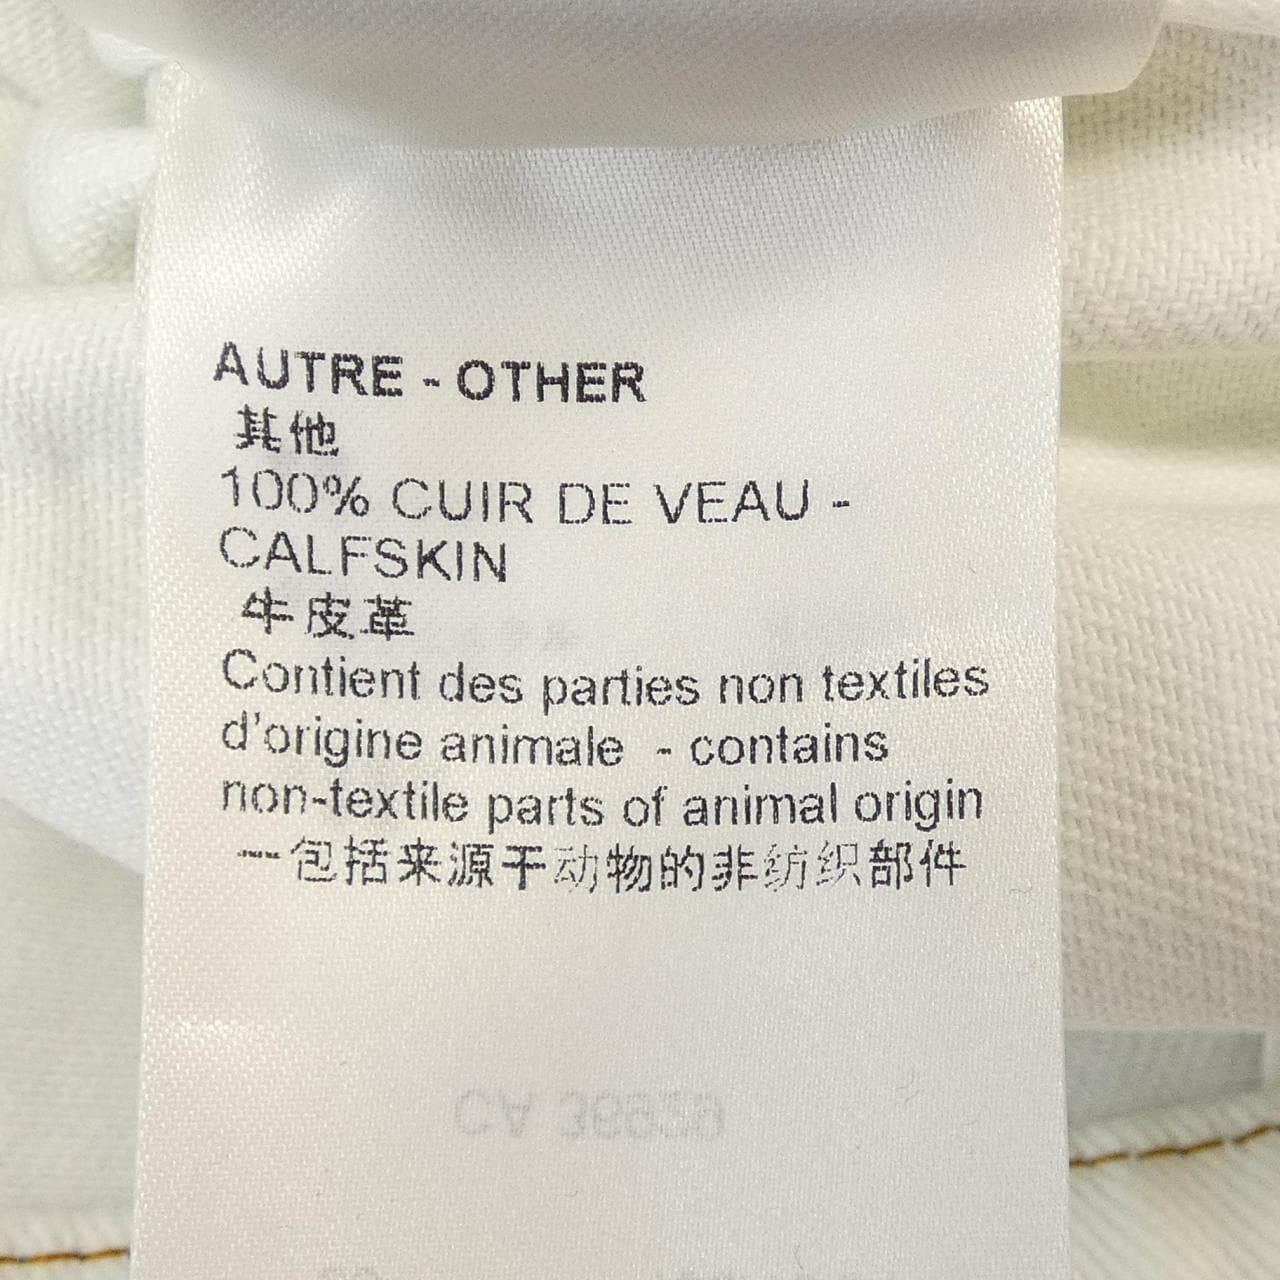 AUTRE - OTHER
其他
100% CUIR DE VEAU -
CALFSKIN
牛皮革
Contient des parties non textiles
d'origine animale - contains
non-textile parts of animal origin
一包括来源于动物的非纺织部件
CA 36929